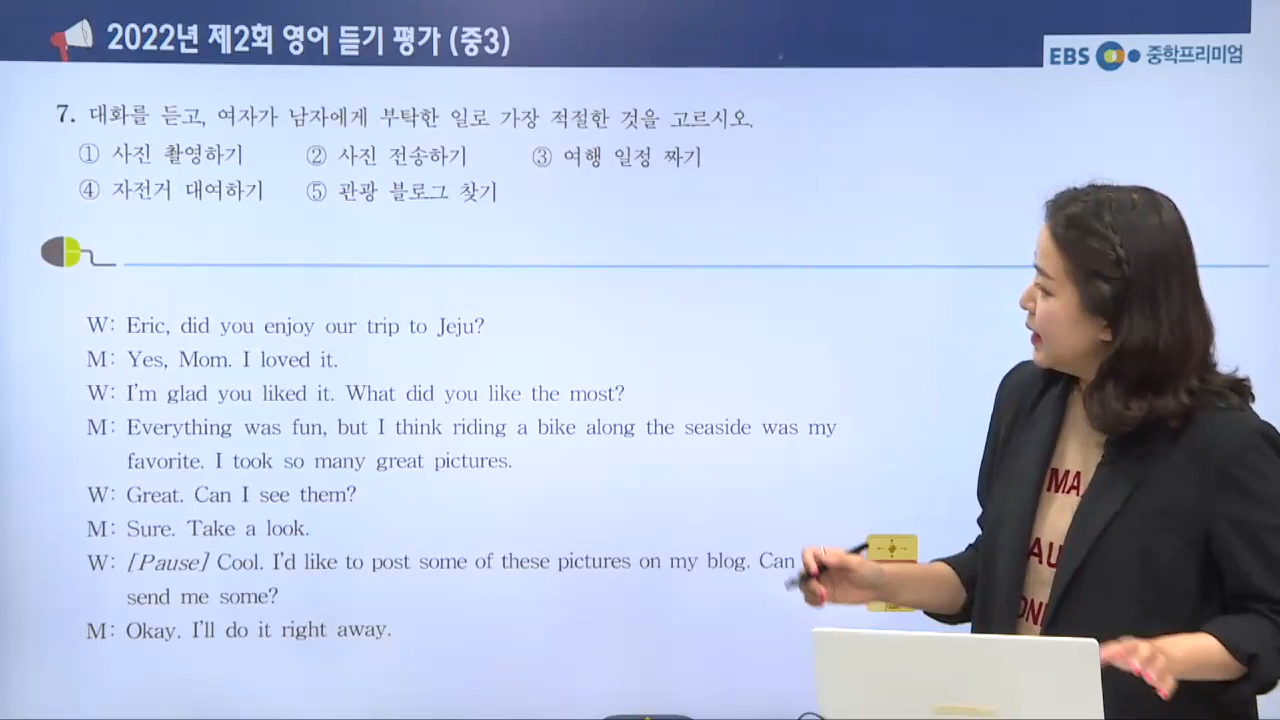 2022년 제2회 영어 듣기 평가 (중3)
EBS 중학프리미엄
7. 대화를 듣고, 여자가 남자에게 부탁한 일로 가장 적절한 것을 고르시오.
① 사진 촬영하기 ② 사진 전송하기 ③ 여행 일정 짜기
④ 자전거 대여하기 ⑤ 관광 블로그 찾기
W: Eric, did you enjoy our trip to Jeju?
M: Yes, Mom. I loved it.
W: I'm glad you liked it. What did you like the most?
M: Everything was fun, but I think riding a bike along the seaside was my
favorite. I took so many great pictures.
W: Great. Can I see them?
M: Sure. Take a look.
W: [Pause] Cool. I'd like to post some of these pictures on my blog. Can
send me some?
M: Okay. I'll do it right away.